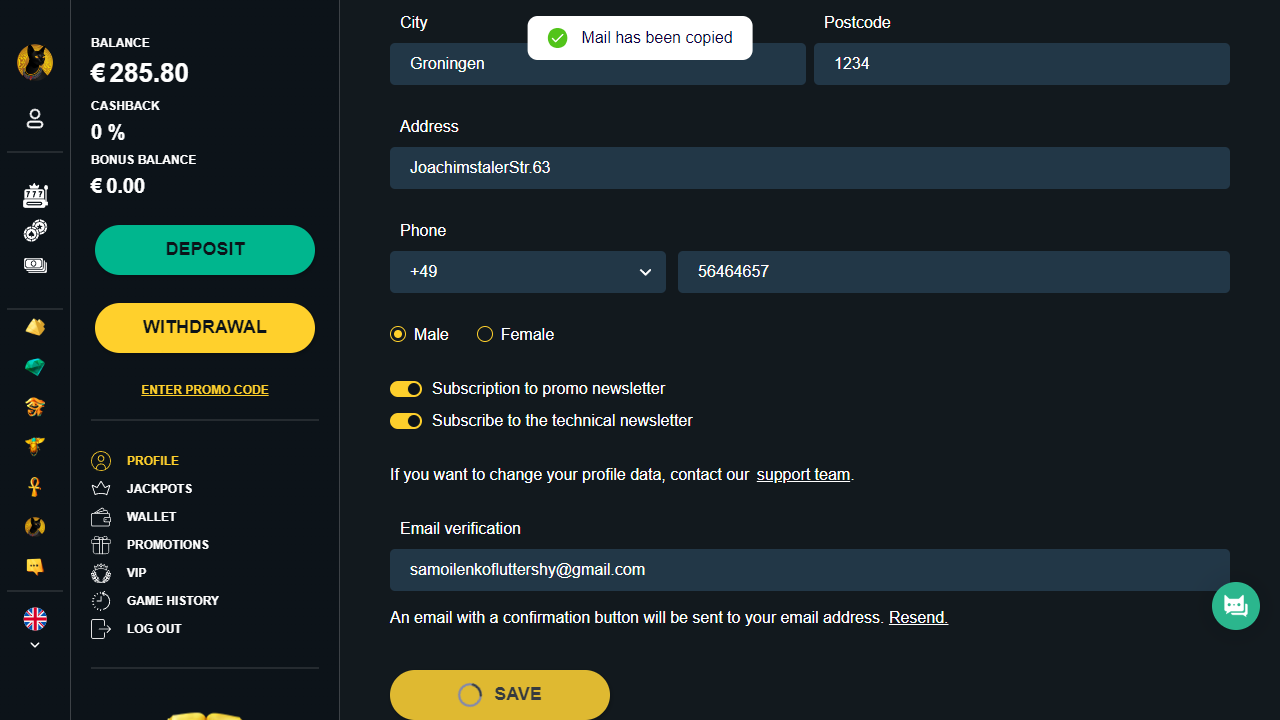 BALANCE
€ 285.80
CASHBACK
0 %
BONUS BALANCE
€ 0.00
DEPOSIT
WITHDRAWAL
ENTER PROMO CODE
PROFILE
JACKPOTS
WALLET
PROMOTIONS
VIP
GAME HISTORY
LOG OUT
Mail has been copied
City
Postcode
Groningen
1234
Address
JoachimstalerStr.63
Phone
+49
56464657
Male
Female
Subscription to promo newsletter
Subscribe to the technical newsletter
If you want to change your profile data, contact our support team.
Email verification
samoilenkofluttershy@gmail.com
An email with a confirmation button will be sent to your email address. Resend.
SAVE